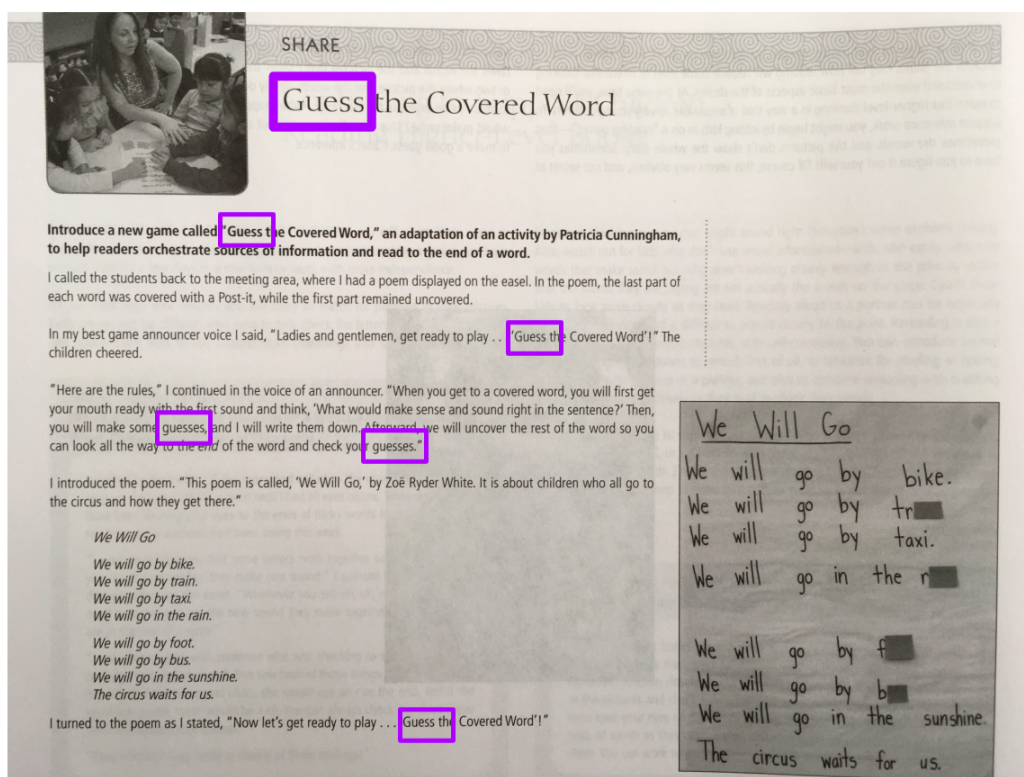 SHARE
Guess the Covered Word
Introduce a new game called "Guess the Covered Word," an adaptation of an activity by Patricia Cunningham,
to help readers orchestrate sources of information and read to the end of a word.
I called the students back to the meeting area, where I had a poem displayed on the easel. In the poem, the last part of
each word was covered with a Post-it, while the first part remained uncovered.
In my best game announcer voice I said, "Ladies and gentlemen, get ready to play . . 'Guess the Covered Word'!" The
children cheered.
"Here are the rules," I continued in the voice of an announcer. "When you get to a covered word, you will first get
your mouth ready with the first sound and think, 'What would make sense and sound right in the sentence?' Then,
you will make some guesses, and I will write them down. Afterward, we will uncover the rest of the word so you
can look all the way to the end of the word and check your guesses."
I introduced the poem. "This poem is called, 'We Will Go,' by Zoë Ryder White. It is about children who all go to
the circus and how they get there."
We Will Go
We will go by bike.
We will go by train.
We will go by taxi.
We will go in the rain.
We will go by foot.
We will go by bus.
We will go in the sunshine.
The circus waits for us.
I turned to the poem as I stated, "Now let's get ready to play . . . Guess the Covered Word'!"
We Will Go
We will go by bike.
We will go by tr
We will go by taxi.
We will go in the r
We will go by f
We will go by b
We will go in the sunshine.
The circus waits for us.